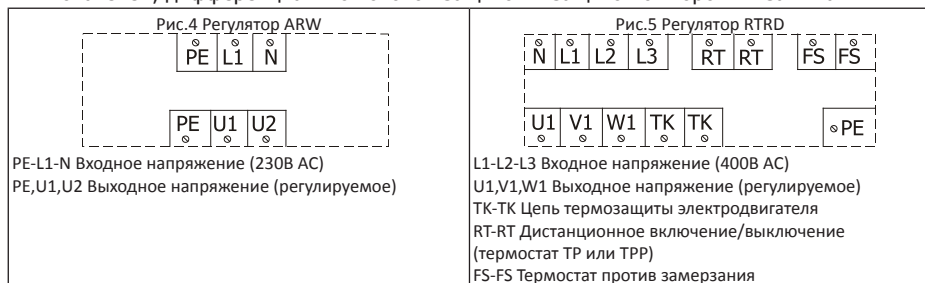 Рис.4 Регулятор ARW
PE L1 N
PE U1 U2
PE-L1-N Входное напряжение (230В AC)
PE,U1,U2 Выходное напряжение (регулируемое)
Рис.5 Регулятор RTRD
N L1 L2 L3 RT RT FS FS
U1 V1 W1 TK TK PE
L1-L2-L3 Входное напряжение (400В AC)
U1,V1,W1 Выходное напряжение (регулируемое)
TK-TK Цепь термозащиты электродвигателя
RT-RT Дистанционное включение/выключение
(термостат TP или TPP)
FS-FS Термостат против замерзания